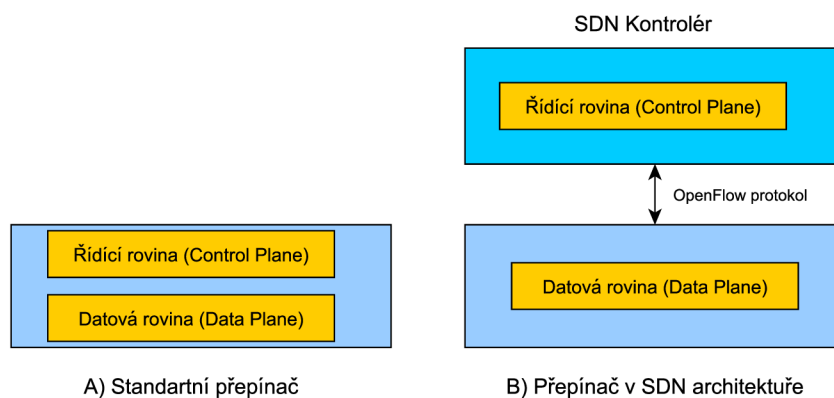 SDN Kontrolér
Řídící rovina (Control Plane)
OpenFlow protokol
Řídící rovina (Control Plane)
Datová rovina (Data Plane)
Datová rovina (Data Plane)
A) Standartní přepínač
B) Přepínač v SDN architektuře